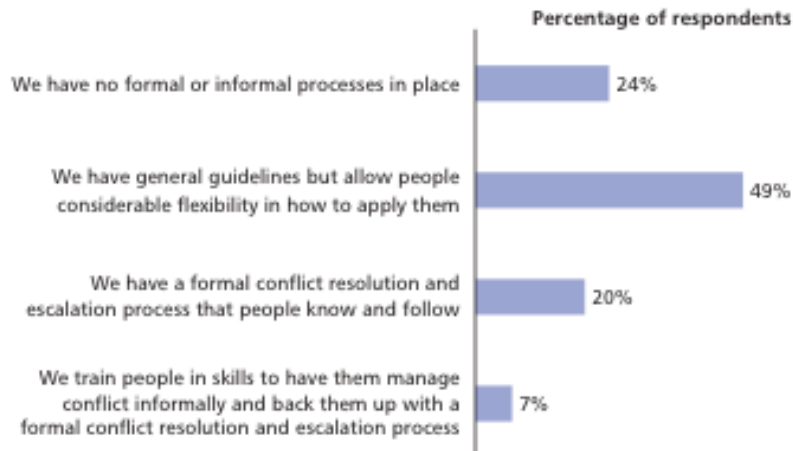 Percentage of respondents
We have no formal or informal processes in place
24%
We have general guidelines but allow people
considerable flexibility in how to apply them
49%
We have a formal conflict resolution and
escalation process that people know and follow
20%
We train people in skills to have them manage
conflict informally and back them up with a
formal conflict resolution and escalation process
7%